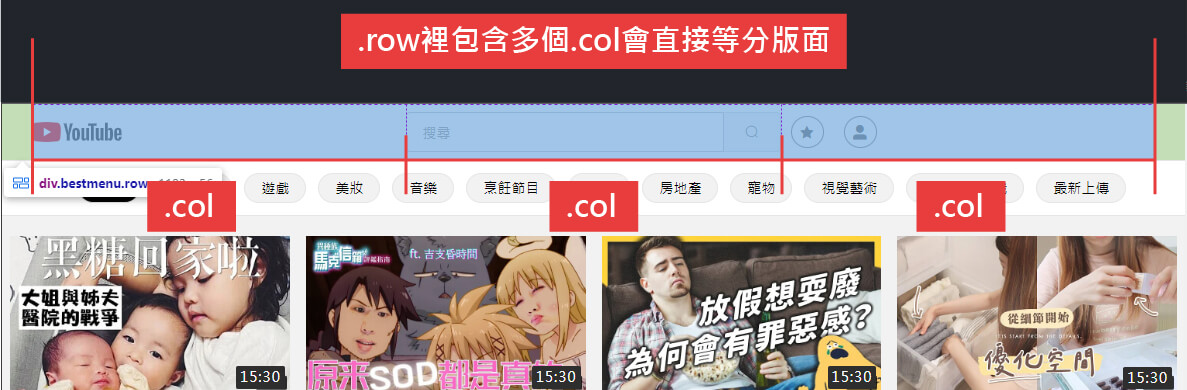 .row裡包含多個.col會直接等分版面
YouTube
搜尋
div.bestmenu.row
遊戲
美妝
音樂
烹飪節目
房地產
寵物
視覺藝術
最新上傳
.col
.col
.col
黑糖回家啦
大姐與姊夫
醫院的戰爭
15:30
馬克信箱
ft. 吉支昏時間
原來SOD都是真的
15:30
放假想耍廢
為何會有罪惡感?
15:30
從細節開始
優化空間
15:30